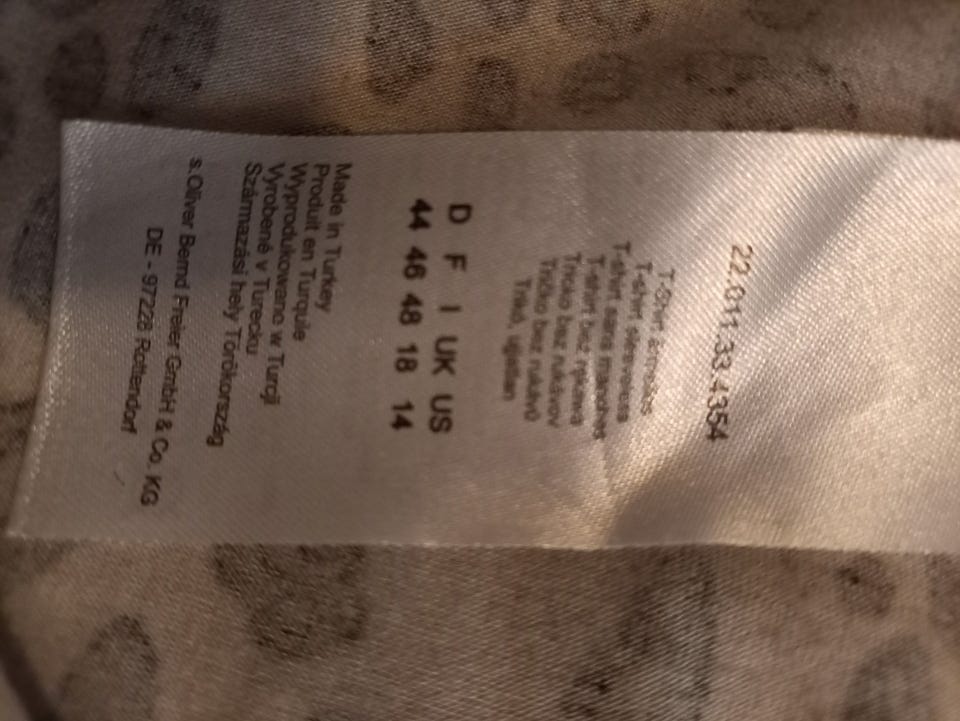 22.011.33.4354
T-Shirt ärmellos
T-shirt sleeveless
T-shirt sans manches
T-shirt bez rękawa
Tricko bez rukávov
Tričko bez rukávů
Trikó, ujjatlan
D F I UK US
44 46 48 18 14
Made in Turkey
Produit en Turquie
Wyprodukowano w Turcji
Vyrobené v Turecku
Származási hely Törökország
s.Oliver Bernd Freier GmbH & Co. KG
DE - 97228 Rottendorf